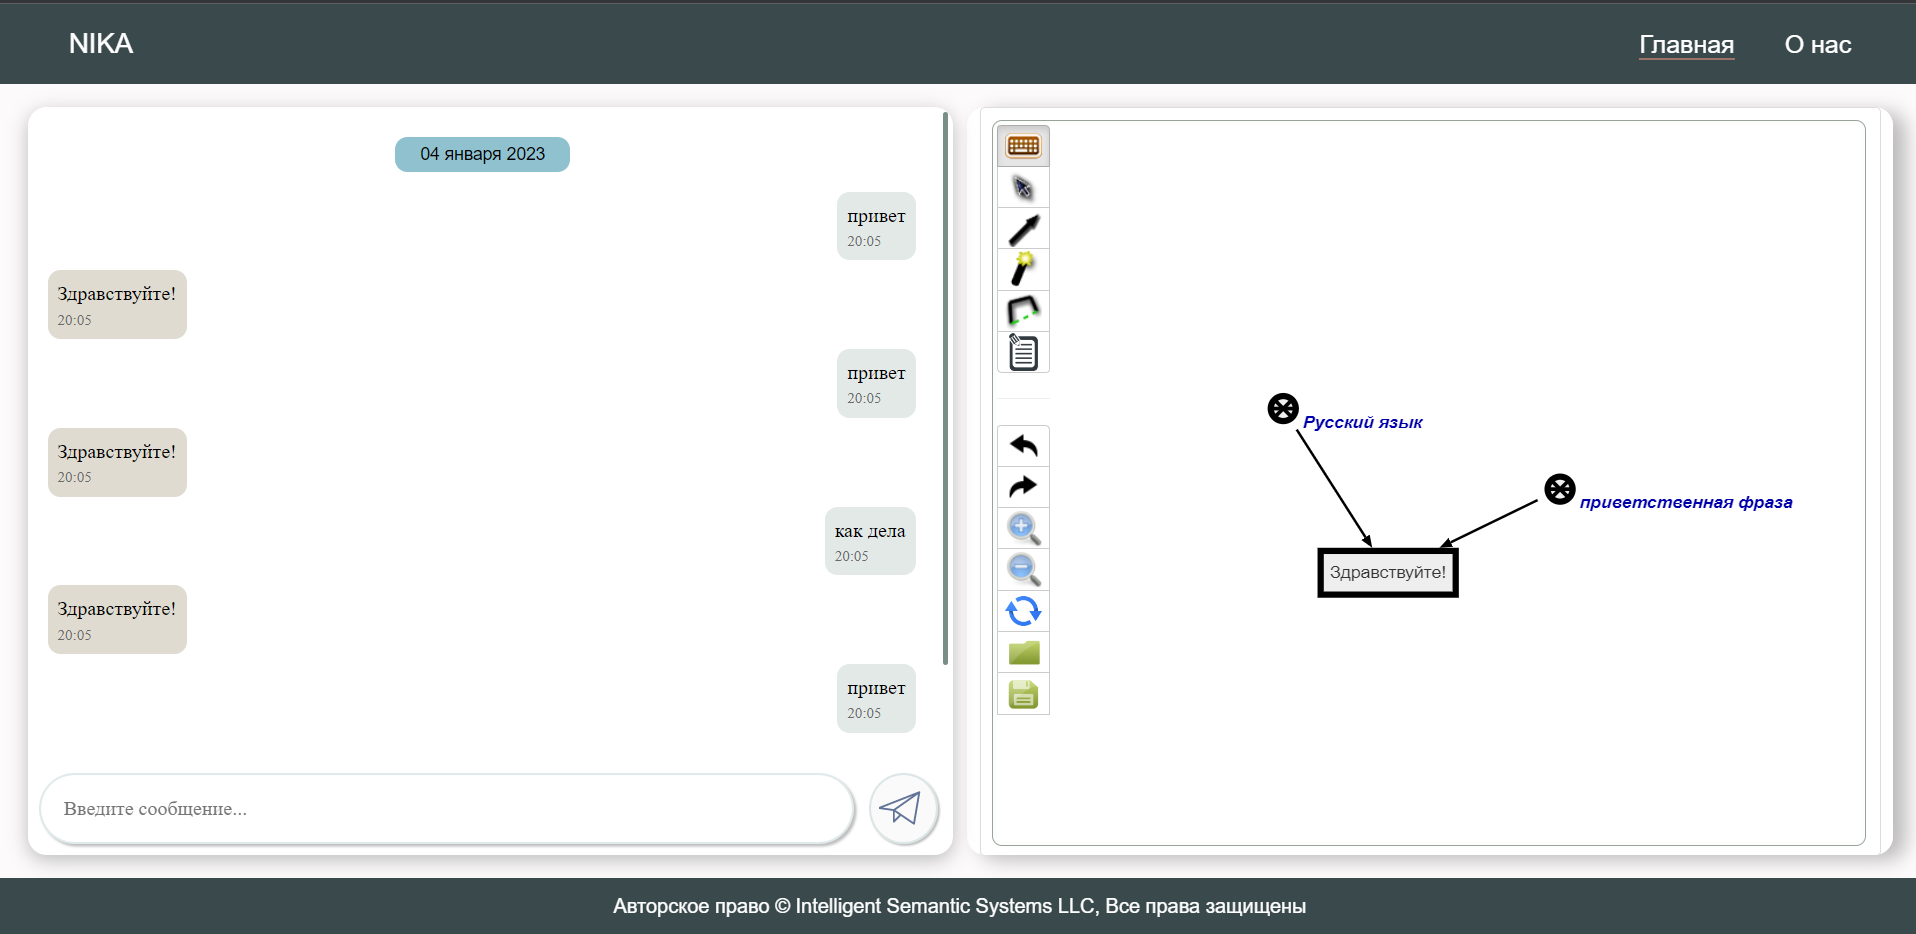 NIKA
Главная
О нас
04 января 2023
привет
20:05
Здравствуйте!
20:05
привет
20:05
Здравствуйте!
20:05
как дела
20:05
Здравствуйте!
20:05
привет
20:05
Введите сообщение...
Русский язык
приветственная фраза
Здравствуйте!
Авторское право © Intelligent Semantic Systems LLC, Все права защищены